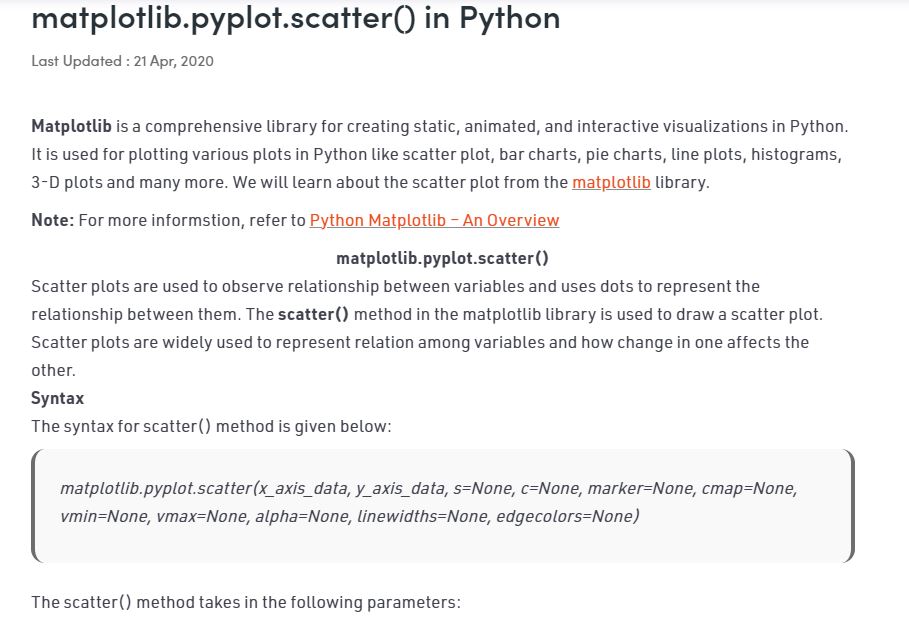 matplotlib.pyplot.scatter() in Python
Last Updated : 21 Apr, 2020
Matplotlib is a comprehensive library for creating static, animated, and interactive visualizations in Python.
It is used for plotting various plots in Python like scatter plot, bar charts, pie charts, line plots, histograms,
3-D plots and many more. We will learn about the scatter plot from the matplotlib library.
Note: For more informstion, refer to Python Matplotlib – An Overview
matplotlib.pyplot.scatter()
Scatter plots are used to observe relationship between variables and uses dots to represent the
relationship between them. The scatter() method in the matplotlib library is used to draw a scatter plot.
Scatter plots are widely used to represent relation among variables and how change in one affects the
other.
Syntax
The syntax for scatter() method is given below:
matplotlib.pyplot.scatter(x_axis_data, y_axis_data, s=None, c=None, marker=None, cmap=None,
vmin=None, vmax=None, alpha=None, linewidths=None, edgecolors=None)
The scatter() method takes in the following parameters: